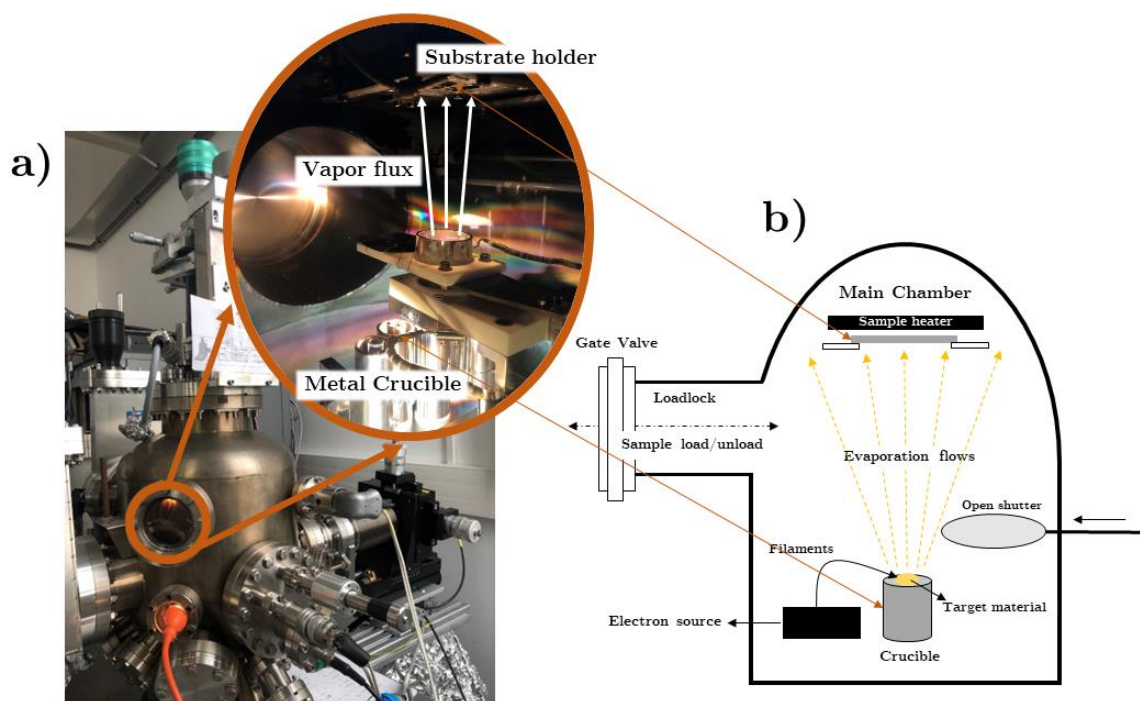 a)
Substrate holder
Vapor flux
Metal Crucible
b)
Main Chamber
Sample heater
Gate Valve
Loadlock
Sample load/unload
Evaporation flows
Open shutter
Filaments
Target material
Electron source
Crucible